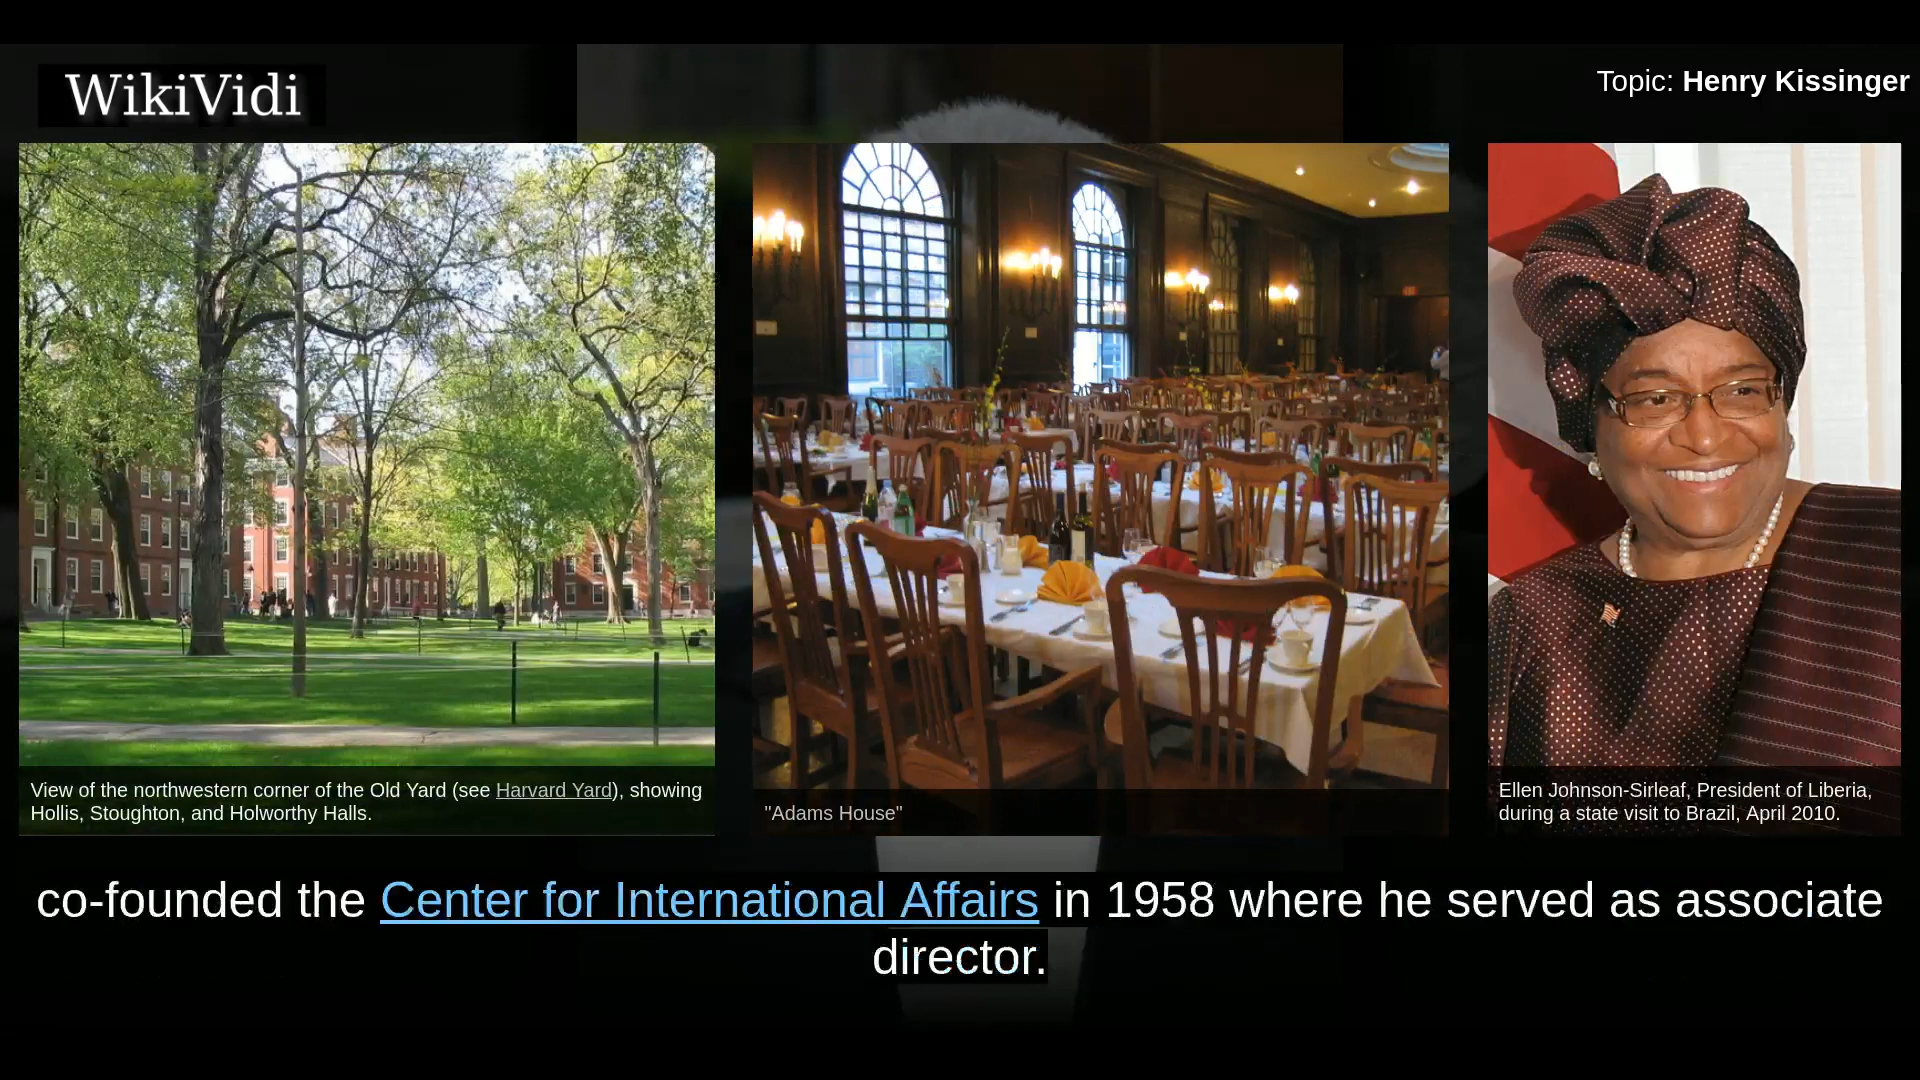 WikiVidi
Topic: Henry Kissinger
View of the northwestern corner of the Old Yard (see Harvard Yard), showing
Hollis, Stoughton, and Holworthy Halls.
"Adams House"
Ellen Johnson-Sirleaf, President of Liberia,
during a state visit to Brazil, April 2010.
co-founded the Center for International Affairs in 1958 where he served as associate
director.